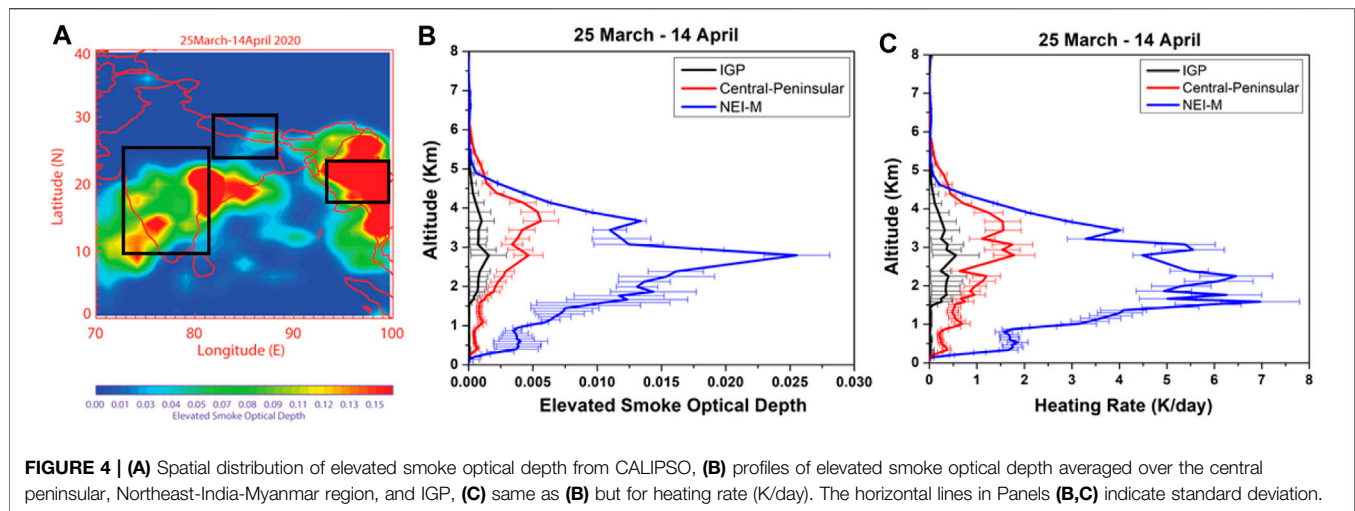 A
25March-14April 2020
40
30
20
10
0
Latitude (N)
70 80 90 100
Longitude (E)
0.00 0.01 0.03 0.04 0.05 0.07 0.08 0.09 0.11 0.12 0.13 0.15
Elevated Smoke Optical Depth
B
25 March - 14 April
IGP
Central-Peninsular
NEI-M
8
7
6
5
4
3
2
1
0
Altitude (Km)
0.000 0.005 0.010 0.015 0.020 0.025 0.030
Elevated Smoke Optical Depth
C
25 March - 14 April
IGP
Central-Peninsular
NEI-M
8
7
6
5
4
3
2
1
0
Altitude (Km)
0 1 2 3 4 5 6 7 8
Heating Rate (K/day)
FIGURE 4 | (A) Spatial distribution of elevated smoke optical depth from CALIPSO, (B) profiles of elevated smoke optical depth averaged over the central
peninsular, Northeast-India-Myanmar region, and IGP, (C) same as (B) but for heating rate (K/day). The horizontal lines in Panels (B,C) indicate standard deviation.